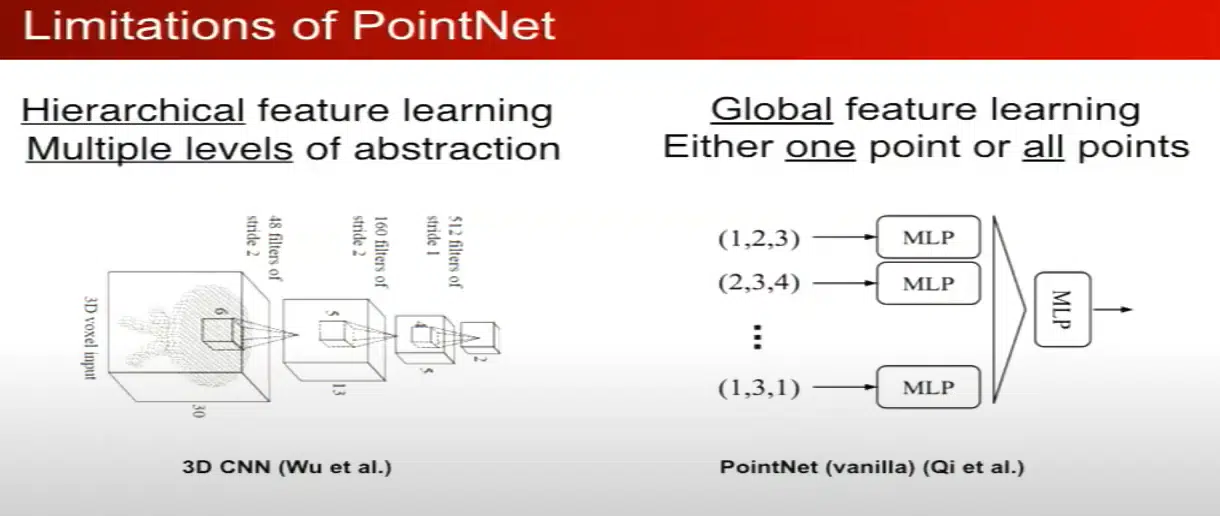 Limitations of PointNet
Hierarchical feature learning
Multiple levels of abstraction
Global feature learning
Either one point or all points
3D voxel input
30
6
48 filters of
stride 2
13
5
160 filters of
stride 2
5
4
512 filters of
stride 1
2
(1,2,3)
MLP
(2,3,4)
MLP
...
(1,3,1)
MLP
MLP
3D CNN (Wu et al.)
PointNet (vanilla) (Qi et al.)